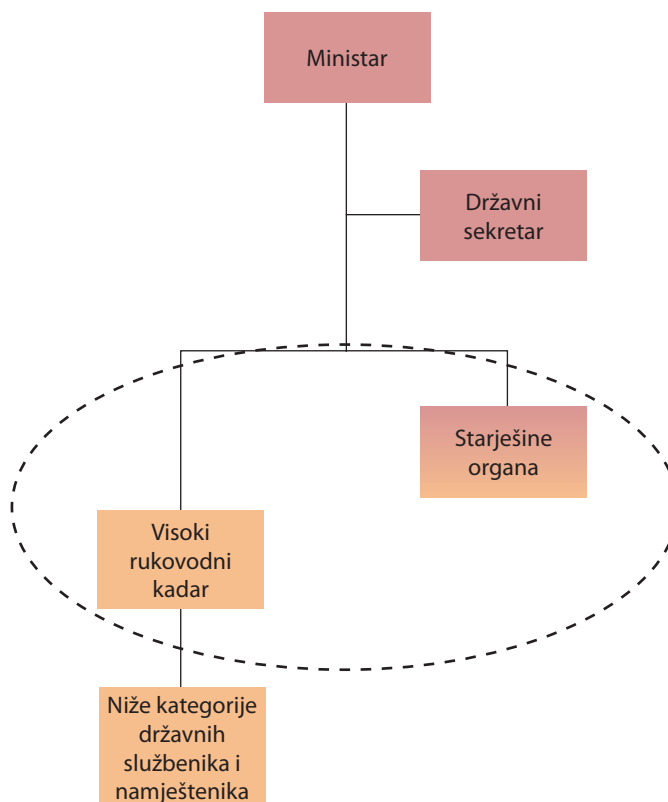 Ministar
Državni
sekretar
Starješine
organa
Visoki
rukovodni
kadar
Niže kategorije
državnih
službenika i
namještenika